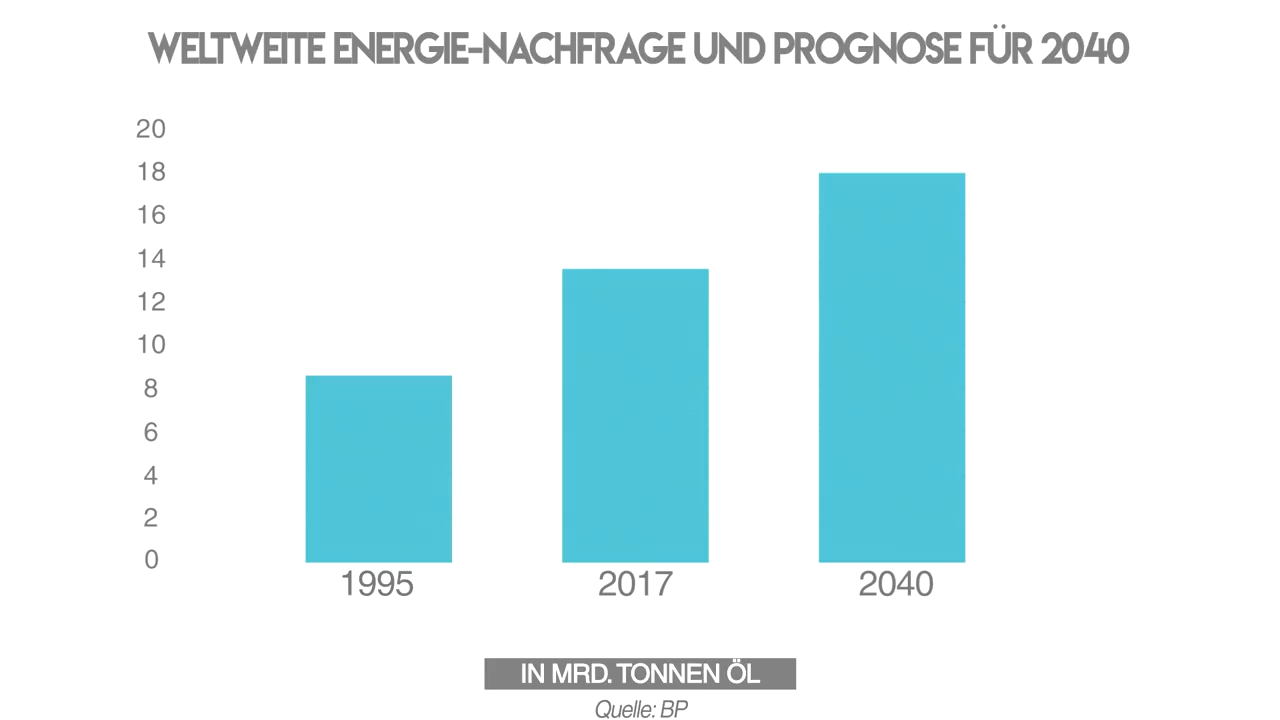 WELTWEITE ENERGIE-NACHFRAGE UND PROGNOSE FÜR 2040
20
18
16
14
12
10
8
6
4
2
0
1995 2017 2040
IN MRD. TONNEN ÖL
Quelle: BP